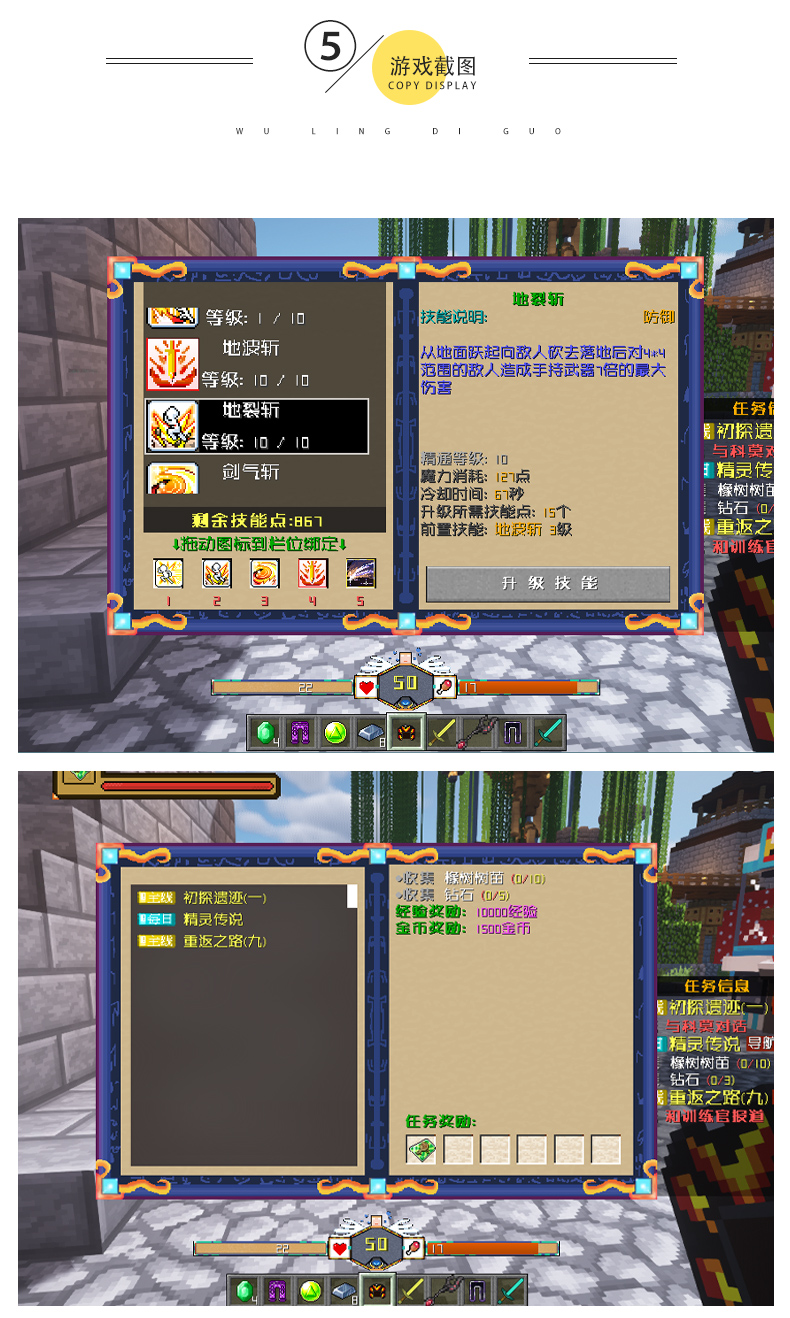 5
游戏截图
COPY DISPLAY
WU LING DI GUO
等级: 1 / 10
地波斩
等级: 10 / 10
地裂斩
等级: 10 / 10
剑气斩
剩余技能点:867
↓拖动图标到栏位绑定↓
1 2 3 4 5
地裂斩
技能说明: 防御
从地面跃起向敌人砍去落地后对4*4
范围的敌人造成手持武器7倍的最大
伤害
精通等级: 10
魔力消耗: 127点
冷却时间: 67秒
升级所需技能点: 15个
前置技能: 地波斩 3级
升级技能
任务信
初探遗
与科莫对
精灵传
橡树树苗
钻石 (0/
重返之
和训练官
22 50 17
4 8
主线 初探遗迹(一)
每日 精灵传说
主线 重返之路(九)
收集 橡树树苗 (0/10)
收集 钻石 (0/5)
经验奖励: 10000经验
金币奖励: 1500金币
任务奖励:
任务信息
初探遗迹(一)
与科莫对话
精灵传说 导航
橡树树苗 (0/10)
钻石 (0/3)
重返之路(九)
和训练官报道
22 50 17
4 8